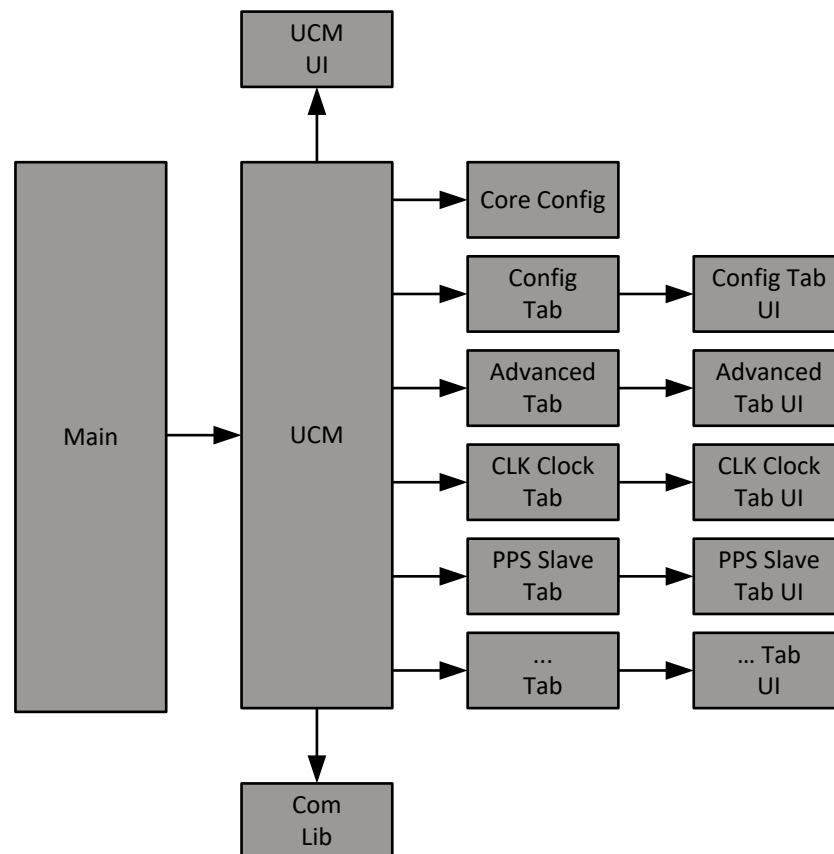 UCM
UI
Main
UCM
Core Config
Config
Tab
Config Tab
UI
Advanced
Tab
Advanced
Tab UI
CLK Clock
Tab
CLK Clock
Tab UI
PPS Slave
Tab
PPS Slave
Tab UI
...
Tab
... Tab
UI
Com
Lib